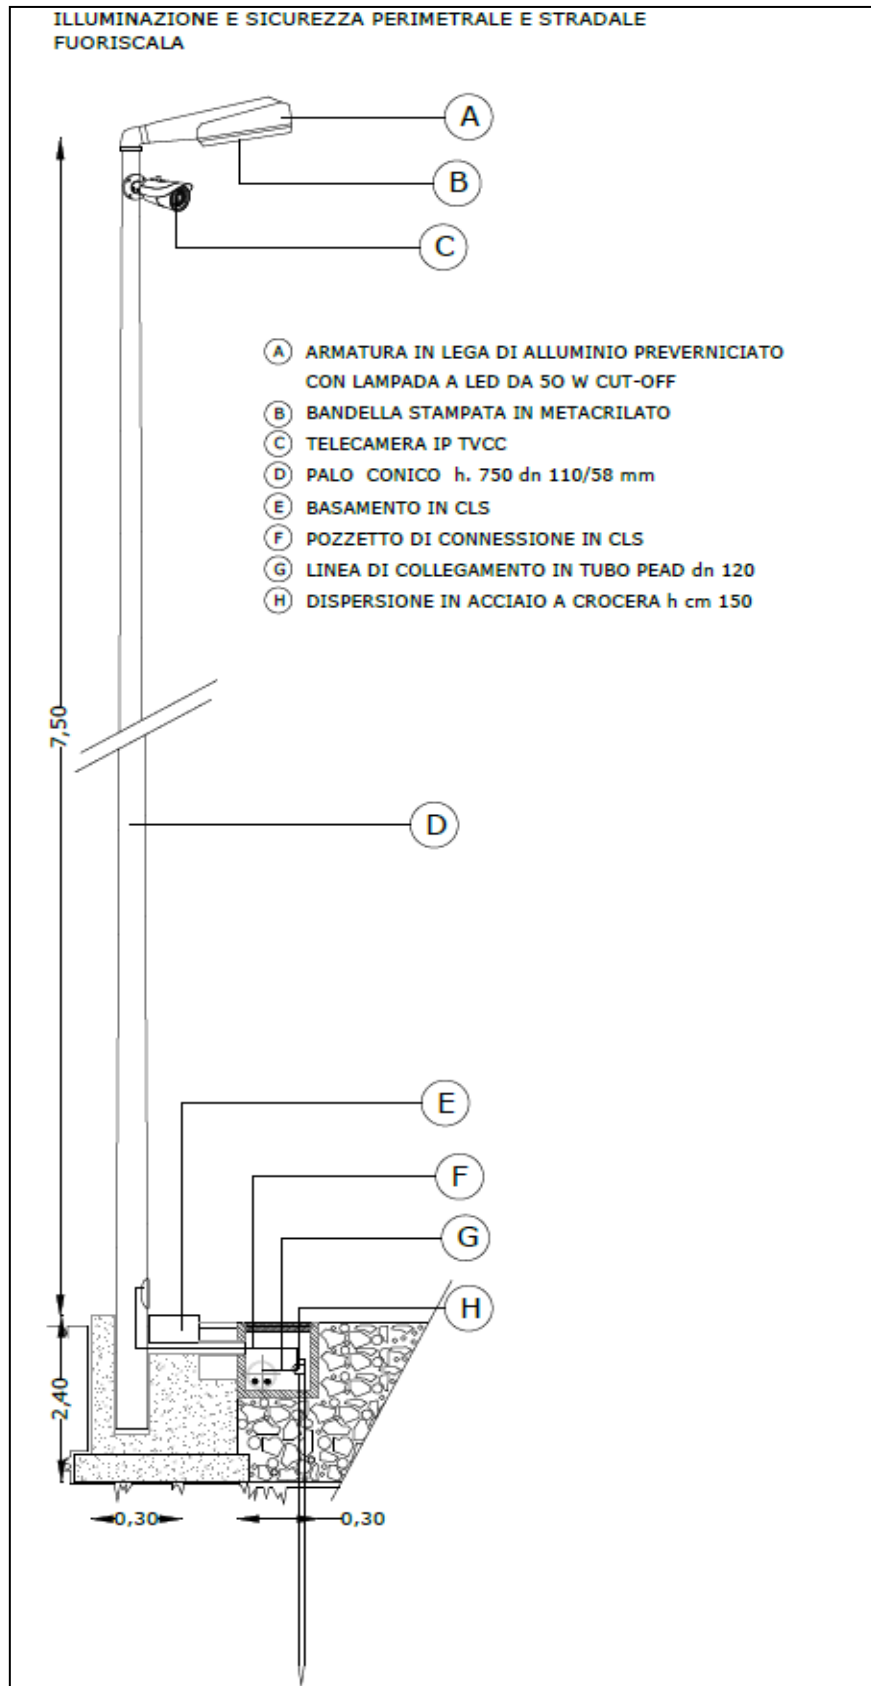 ILLUMINAZIONE E SICUREZZA PERIMETRALE E STRADALE
FUORISCALA
A
B
C
A ARMATURA IN LEGA DI ALLUMINIO PREVERNICIATO
CON LAMPADA A LED DA 50 W CUT-OFF
B BANDELLA STAMPATA IN METACRILATO
C TELECAMERA IP TVCC
D PALO CONICO h. 750 dn 110/58 mm
E BASAMENTO IN CLS
F POZZETTO DI CONNESSIONE IN CLS
G LINEA DI COLLEGAMENTO IN TUBO PEAD dn 120
H DISPERSIONE IN ACCIAIO A CROCERA h cm 150
7,50
D
E
F
G
H
2,40
0,30
0,30